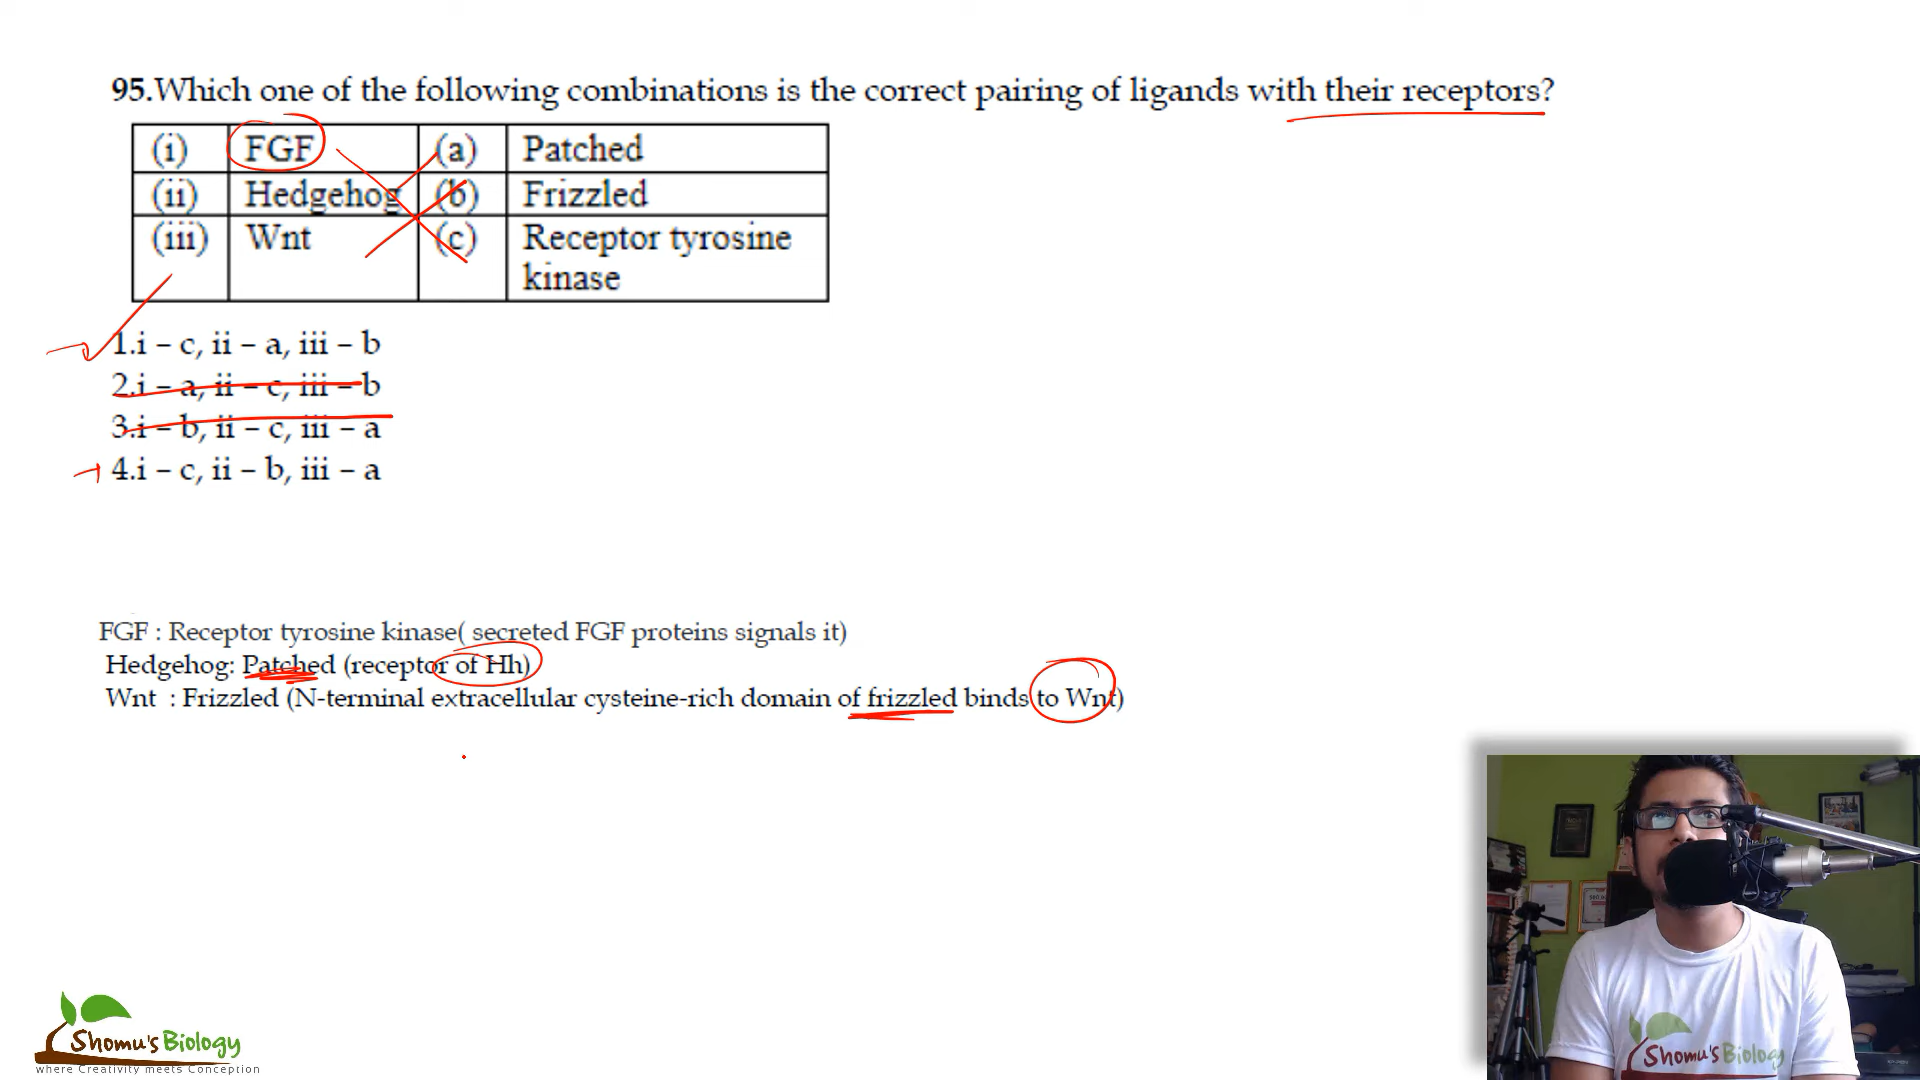 95.Which one of the following combinations is the correct pairing of ligands with their receptors?
(i) FGF (a) Patched
(ii) Hedgehog (b) Frizzled
(iii) Wnt (c) Receptor tyrosine
kinase
1.i – c, ii – a, iii – b
2.i – a, ii – c, iii – b
3.i – b, ii – c, iii – a
4.i – c, ii – b, iii – a
FGF : Receptor tyrosine kinase( secreted FGF proteins signals it)
Hedgehog: Patched (receptor of Hh)
Wnt : Frizzled (N-terminal extracellular cysteine-rich domain of frizzled binds to Wnt)
Shomu's Biology
where Creativity meets Conception
Shomu's Biology